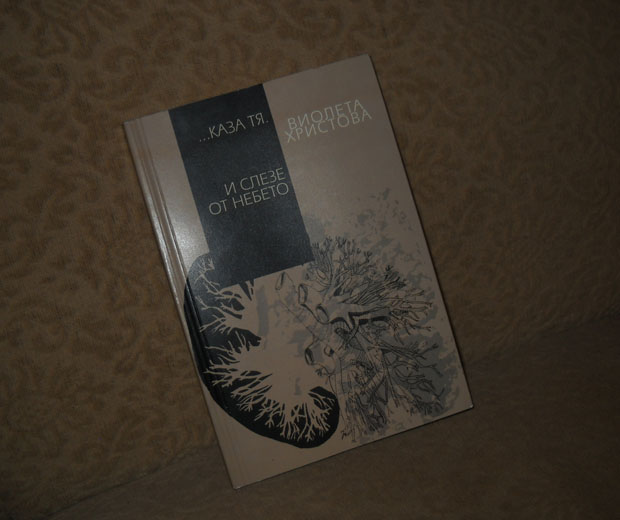 ...КАЗА ТЯ.
ВИОЛЕТА
ХРИСТОВА
И СЛЕЗЕ
ОТ НЕБЕТО